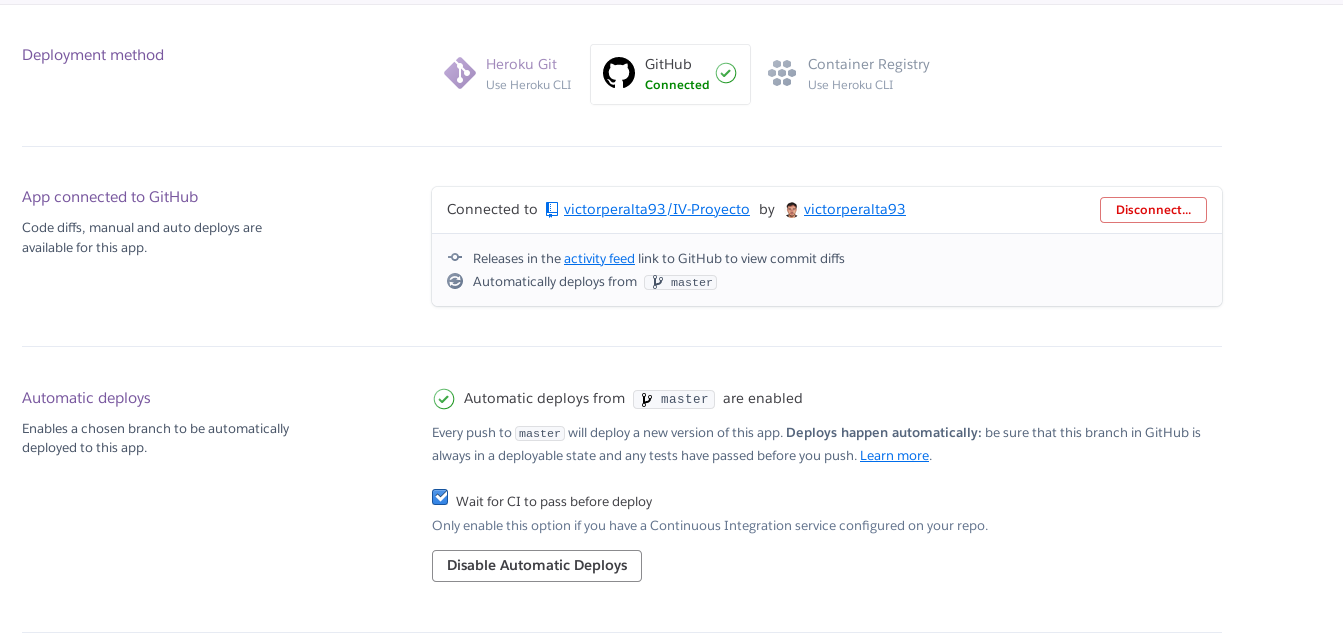 Deployment method
Heroku Git
Use Heroku CLI
GitHub
Connected
Container Registry
Use Heroku CLI
App connected to GitHub
Code diffs, manual and auto deploys are
available for this app.
Connected to victorperalta93/IV-Proyecto by victorperalta93
Disconnect...
Releases in the activity feed link to GitHub to view commit diffs
Automatically deploys from master
Automatic deploys
Enables a chosen branch to be automatically
deployed to this app.
Automatic deploys from master are enabled
Every push to master will deploy a new version of this app. Deploys happen automatically: be sure that this branch in GitHub is
always in a deployable state and any tests have passed before you push. Learn more.
Wait for CI to pass before deploy
Only enable this option if you have a Continuous Integration service configured on your repo.
Disable Automatic Deploys